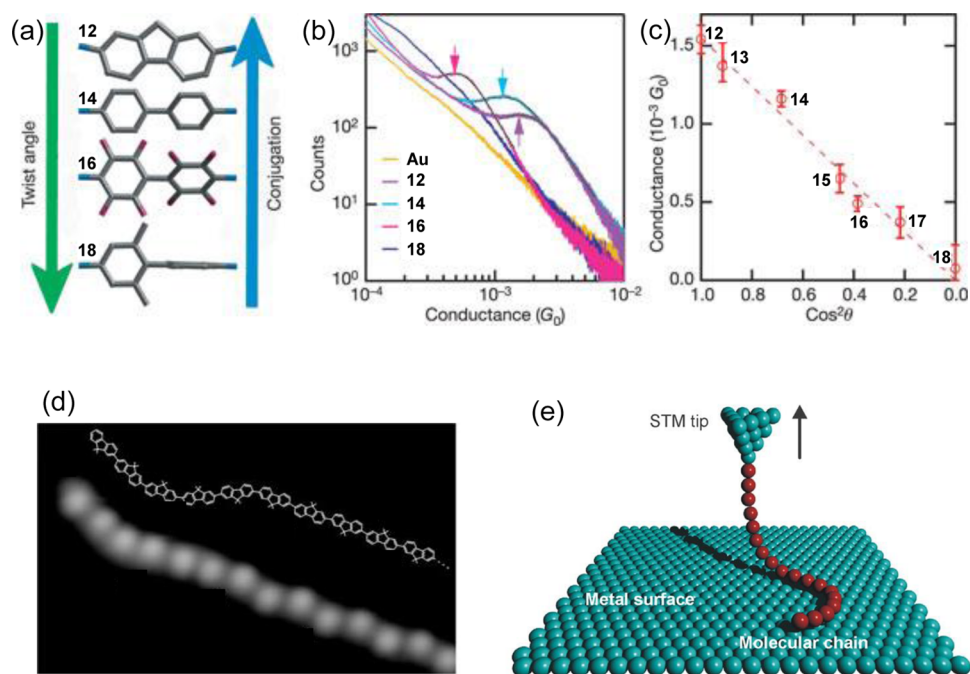 (a)
12
14
16
18
Twist angle
Conjugation
(b)
10³
10²
10¹
10⁰
Counts
Au
12
14
16
18
10⁻⁴
10⁻³
10⁻²
Conductance (G₀)
(c)
1.5
1.0
0.5
0.0
Conductance (10⁻³ G₀)
12
13
14
15
16
17
18
1.0
0.8
0.6
0.4
0.2
0.0
Cos²θ
(d)
(e)
STM tip
Metal surface
Molecular chain